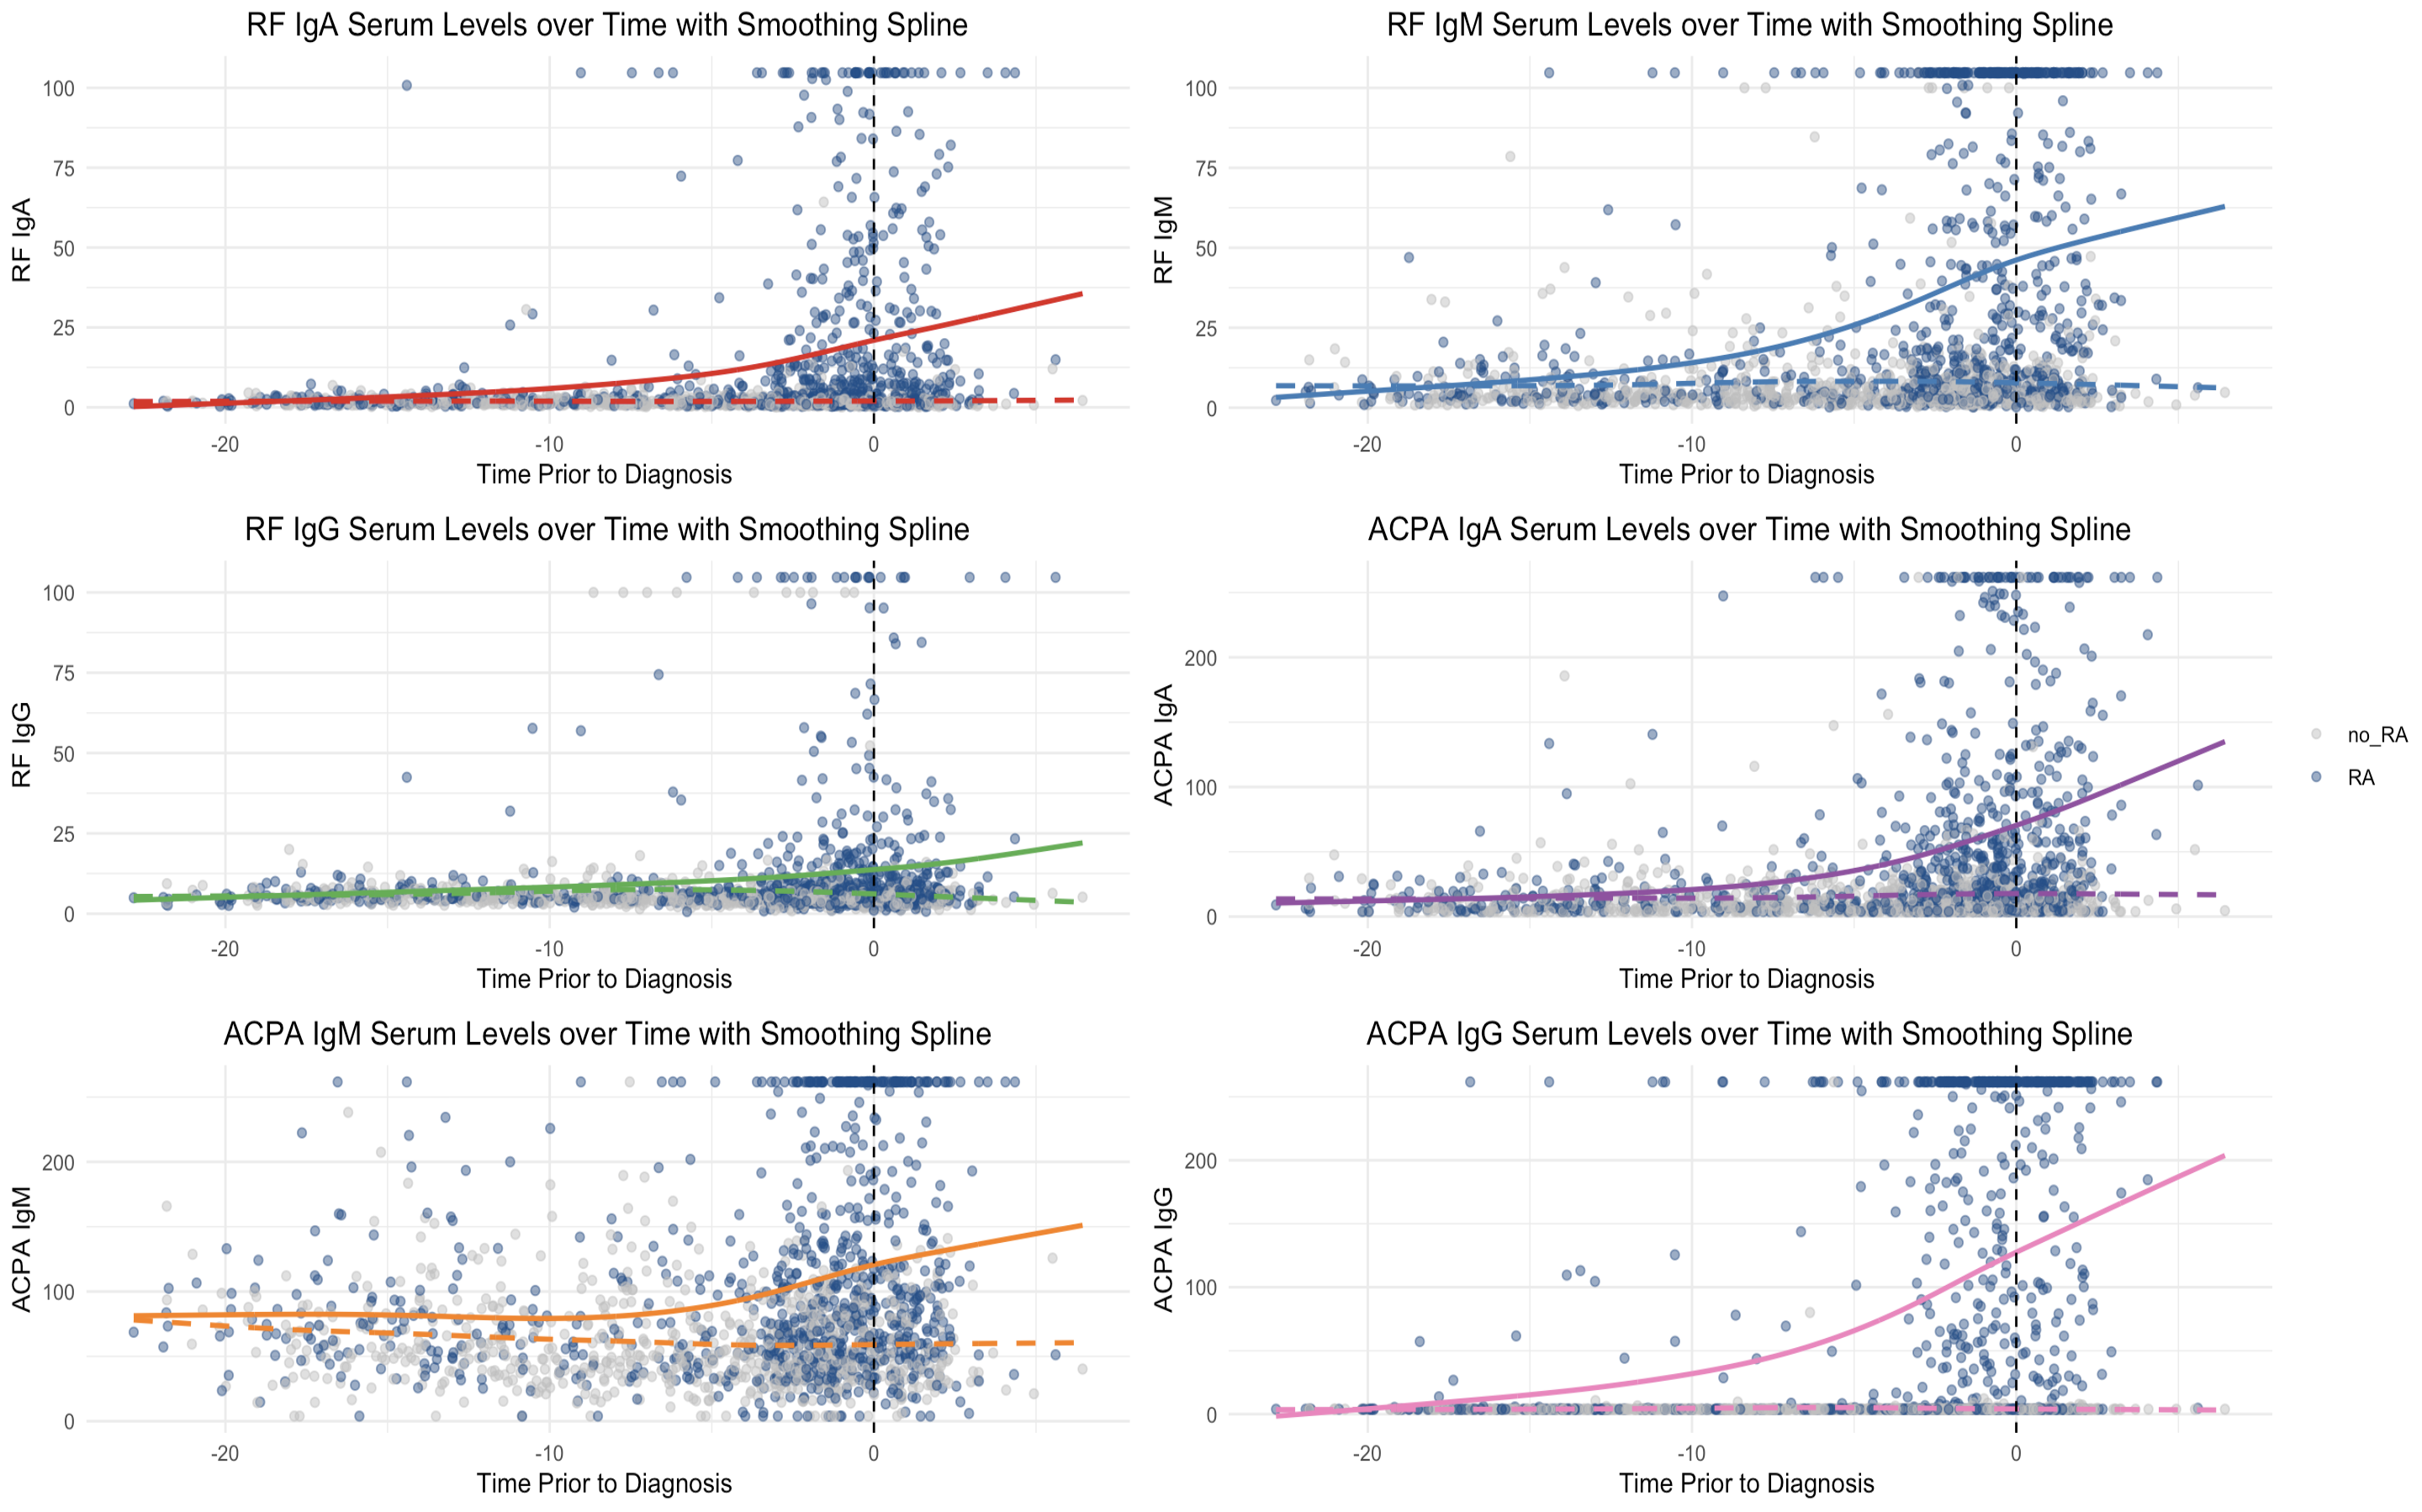 RF IgA Serum Levels over Time with Smoothing Spline
RF IgA
100
75
50
25
0
-20
-10
0
Time Prior to Diagnosis
RF IgM Serum Levels over Time with Smoothing Spline
RF IgM
100
75
50
25
0
-20
-10
0
Time Prior to Diagnosis
RF IgG Serum Levels over Time with Smoothing Spline
RF IgG
100
75
50
25
0
-20
-10
0
Time Prior to Diagnosis
ACPA IgA Serum Levels over Time with Smoothing Spline
ACPA IgA
200
100
0
-20
-10
0
Time Prior to Diagnosis
no_RA
RA
ACPA IgM Serum Levels over Time with Smoothing Spline
ACPA IgM
200
100
0
-20
-10
0
Time Prior to Diagnosis
ACPA IgG Serum Levels over Time with Smoothing Spline
ACPA IgG
200
100
0
-20
-10
0
Time Prior to Diagnosis